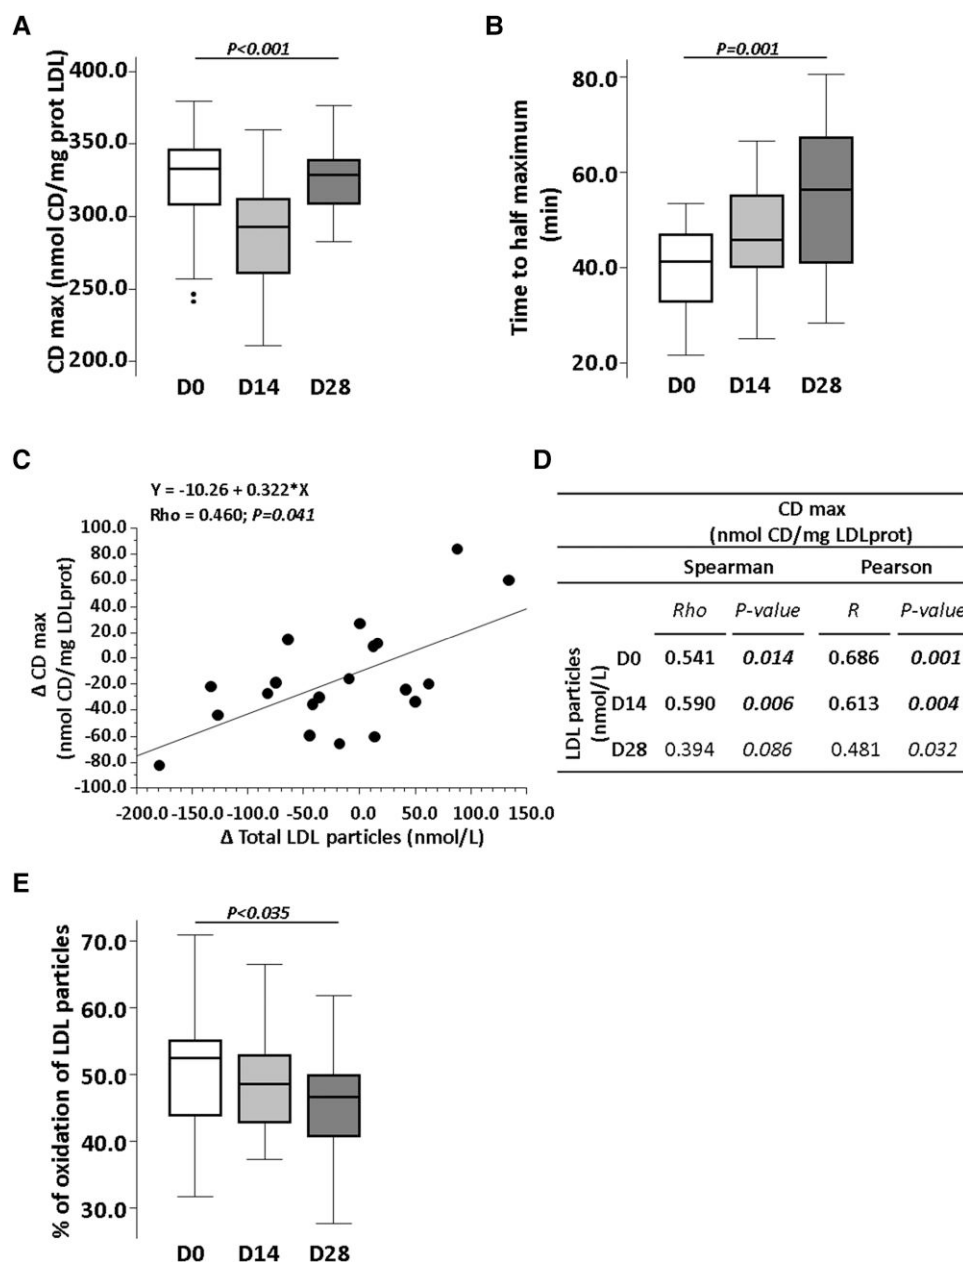 A
P<0.001
CD max (nmol CD/mg prot LDL)
400.0
350.0
300.0
250.0
200.0
D0 D14 D28
B
P=0.001
Time to half maximum
(min)
80.0
60.0
40.0
20.0
D0 D14 D28
C
Y = -10.26 + 0.322*X
Rho = 0.460; P=0.041
Δ CD max
(nmol CD/mg LDLprot)
100.0
80.0
60.0
40.0
20.0
0.0
-20.0
-40.0
-60.0
-80.0
-100.0
-200.0 -150.0 -100.0 -50.0 0.0 50.0 100.0 150.0
Δ Total LDL particles (nmol/L)
D
CD max
(nmol CD/mg LDLprot)
Spearman Pearson
Rho P-value R P-value
LDL particles
(nmol/L)
D0 0.541 0.014 0.686 0.001
D14 0.590 0.006 0.613 0.004
D28 0.394 0.086 0.481 0.032
E
P<0.035
% of oxidation of LDL particles
70.0
60.0
50.0
40.0
30.0
D0 D14 D28